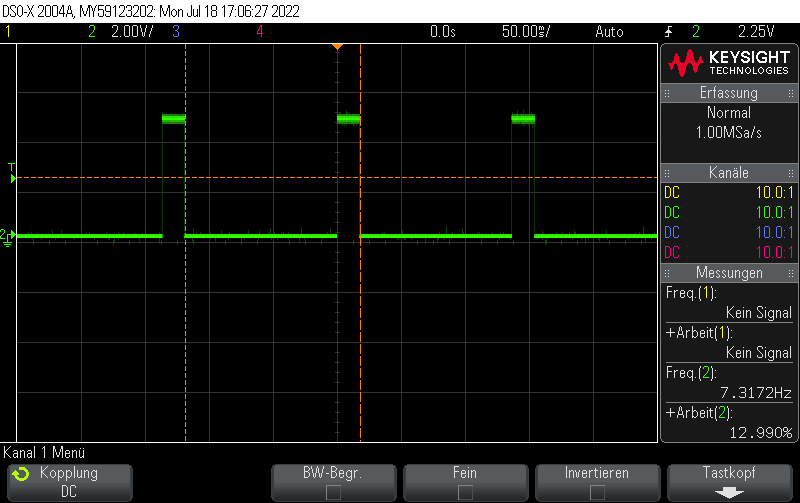 DSO-X 2004A, MY59123202: Mon Jul 18 17:06:27 2022
1 2 2.00V/ 3 4 0.0s 50.00ms/ Auto 2 2.25V
KEYSIGHT
TECHNOLOGIES
Erfassung
Normal
1.00MSa/s
Kanäle
DC 10.0:1
DC 10.0:1
DC 10.0:1
DC 10.0:1
Messungen
Freq.(1):
Kein Signal
+Arbeit(1):
Kein Signal
Freq.(2):
7.3172Hz
+Arbeit(2):
12.990%
T
2
Kanal 1 Menü
Kopplung
DC
BW-Begr.
Fein
Invertieren
Tastkopf